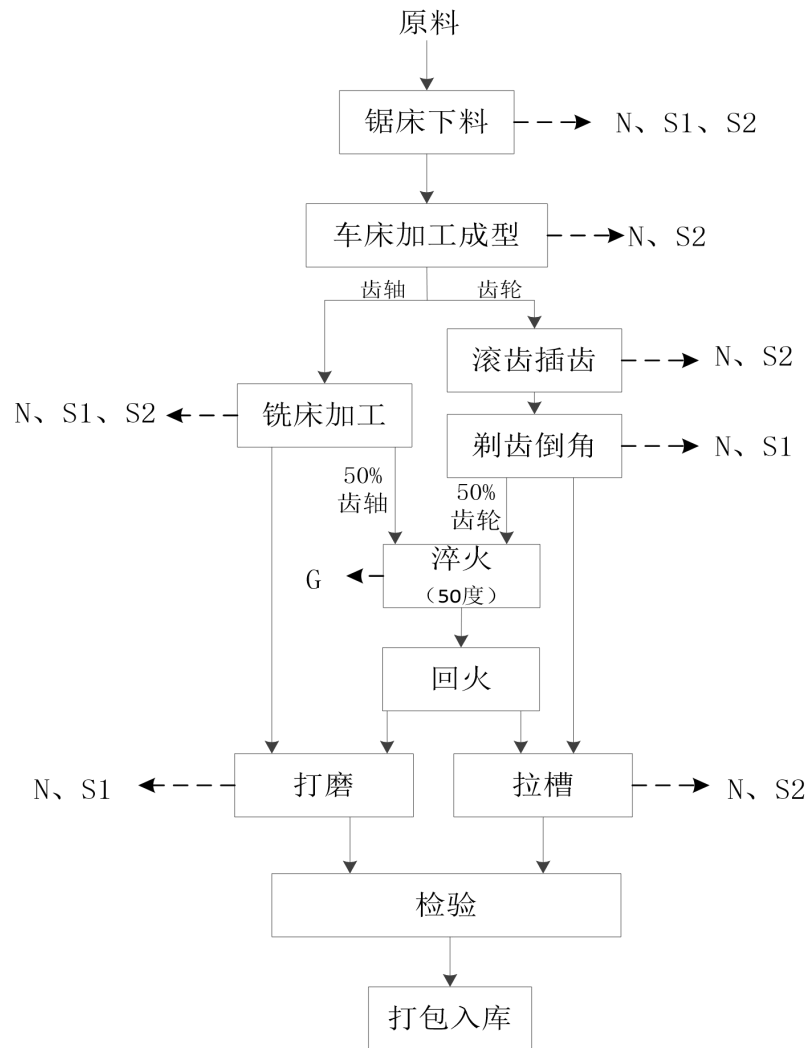 原料
锯床下料
N、S1、S2
车床加工成型
N、S2
齿轴
齿轮
滚齿插齿
N、S2
N、S1、S2
铣床加工
剃齿倒角
N、S1
50%
齿轴
50%
齿轮
淬火
（50度）
G
回火
N、S1
打磨
拉槽
N、S2
检验
打包入库